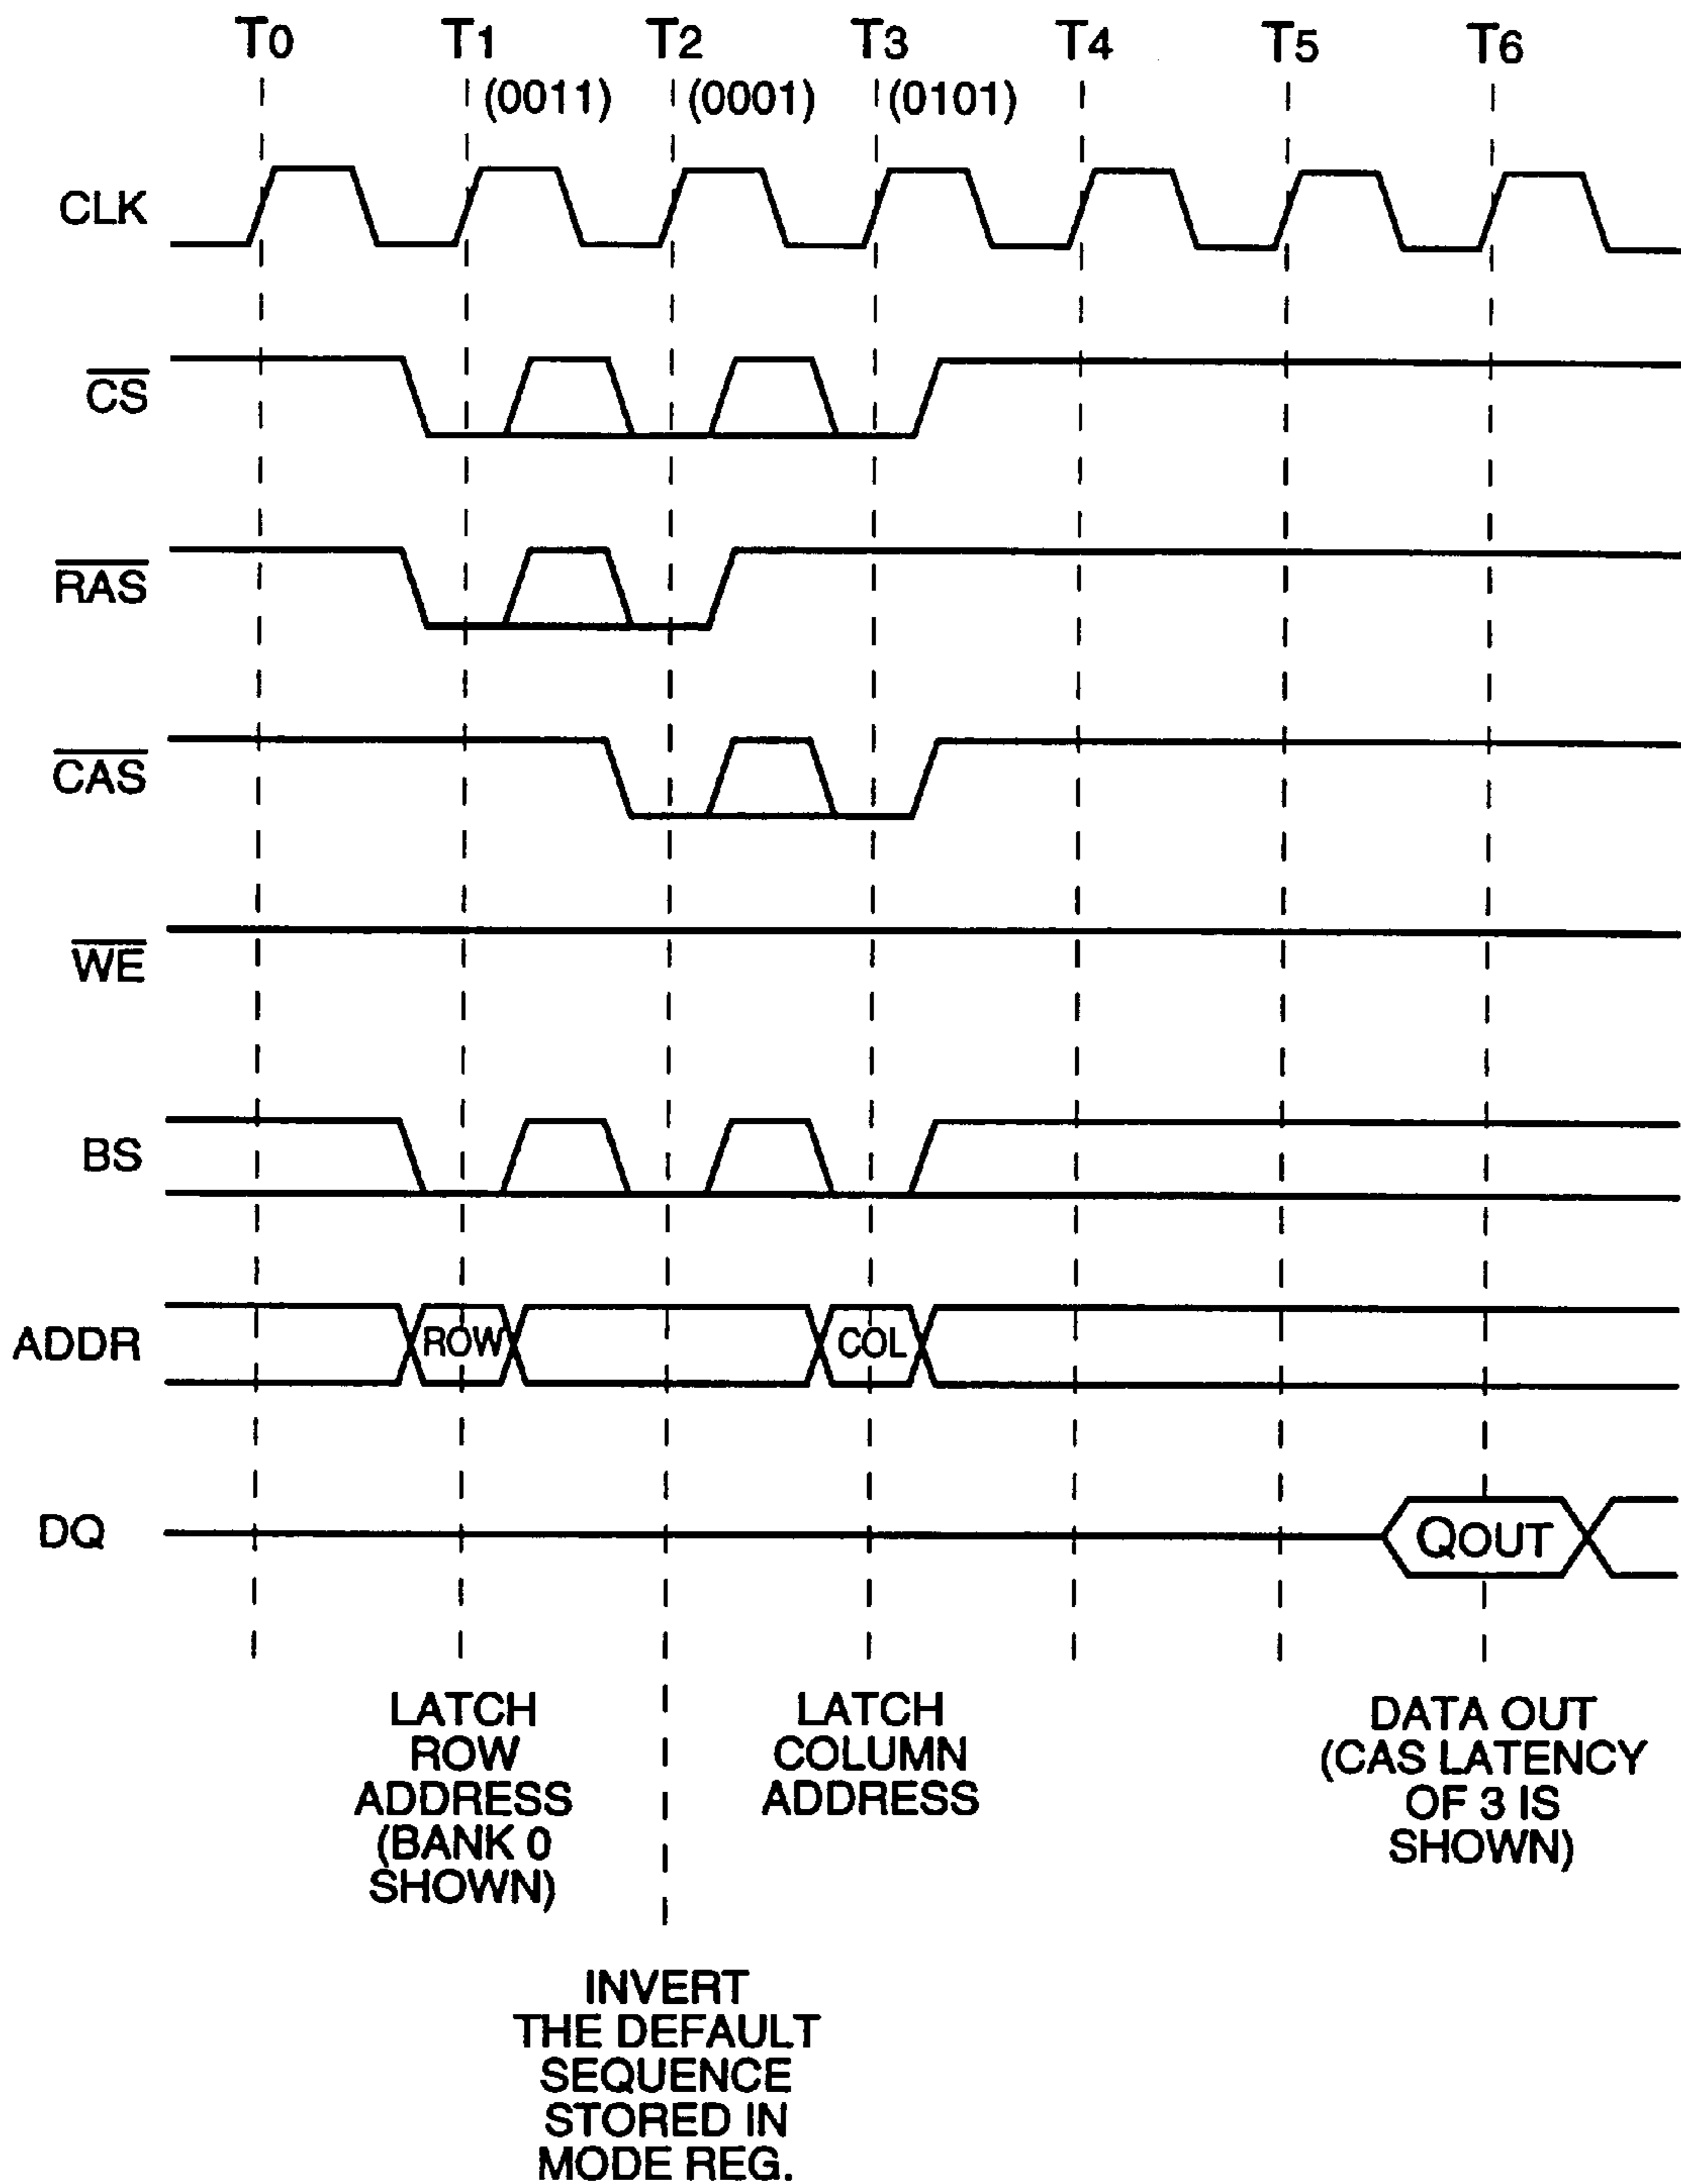 T0 T1 T2 T3 T4 T5 T6
(0011) (0001) (0101)
CLK
CS
RAS
CAS
WE
BS
ADDR ROW COL
DQ QOUT
LATCH
ROW
ADDRESS
(BANK 0
SHOWN)
LATCH
COLUMN
ADDRESS
DATA OUT
(CAS LATENCY
OF 3 IS
SHOWN)
INVERT
THE DEFAULT
SEQUENCE
STORED IN
MODE REG.